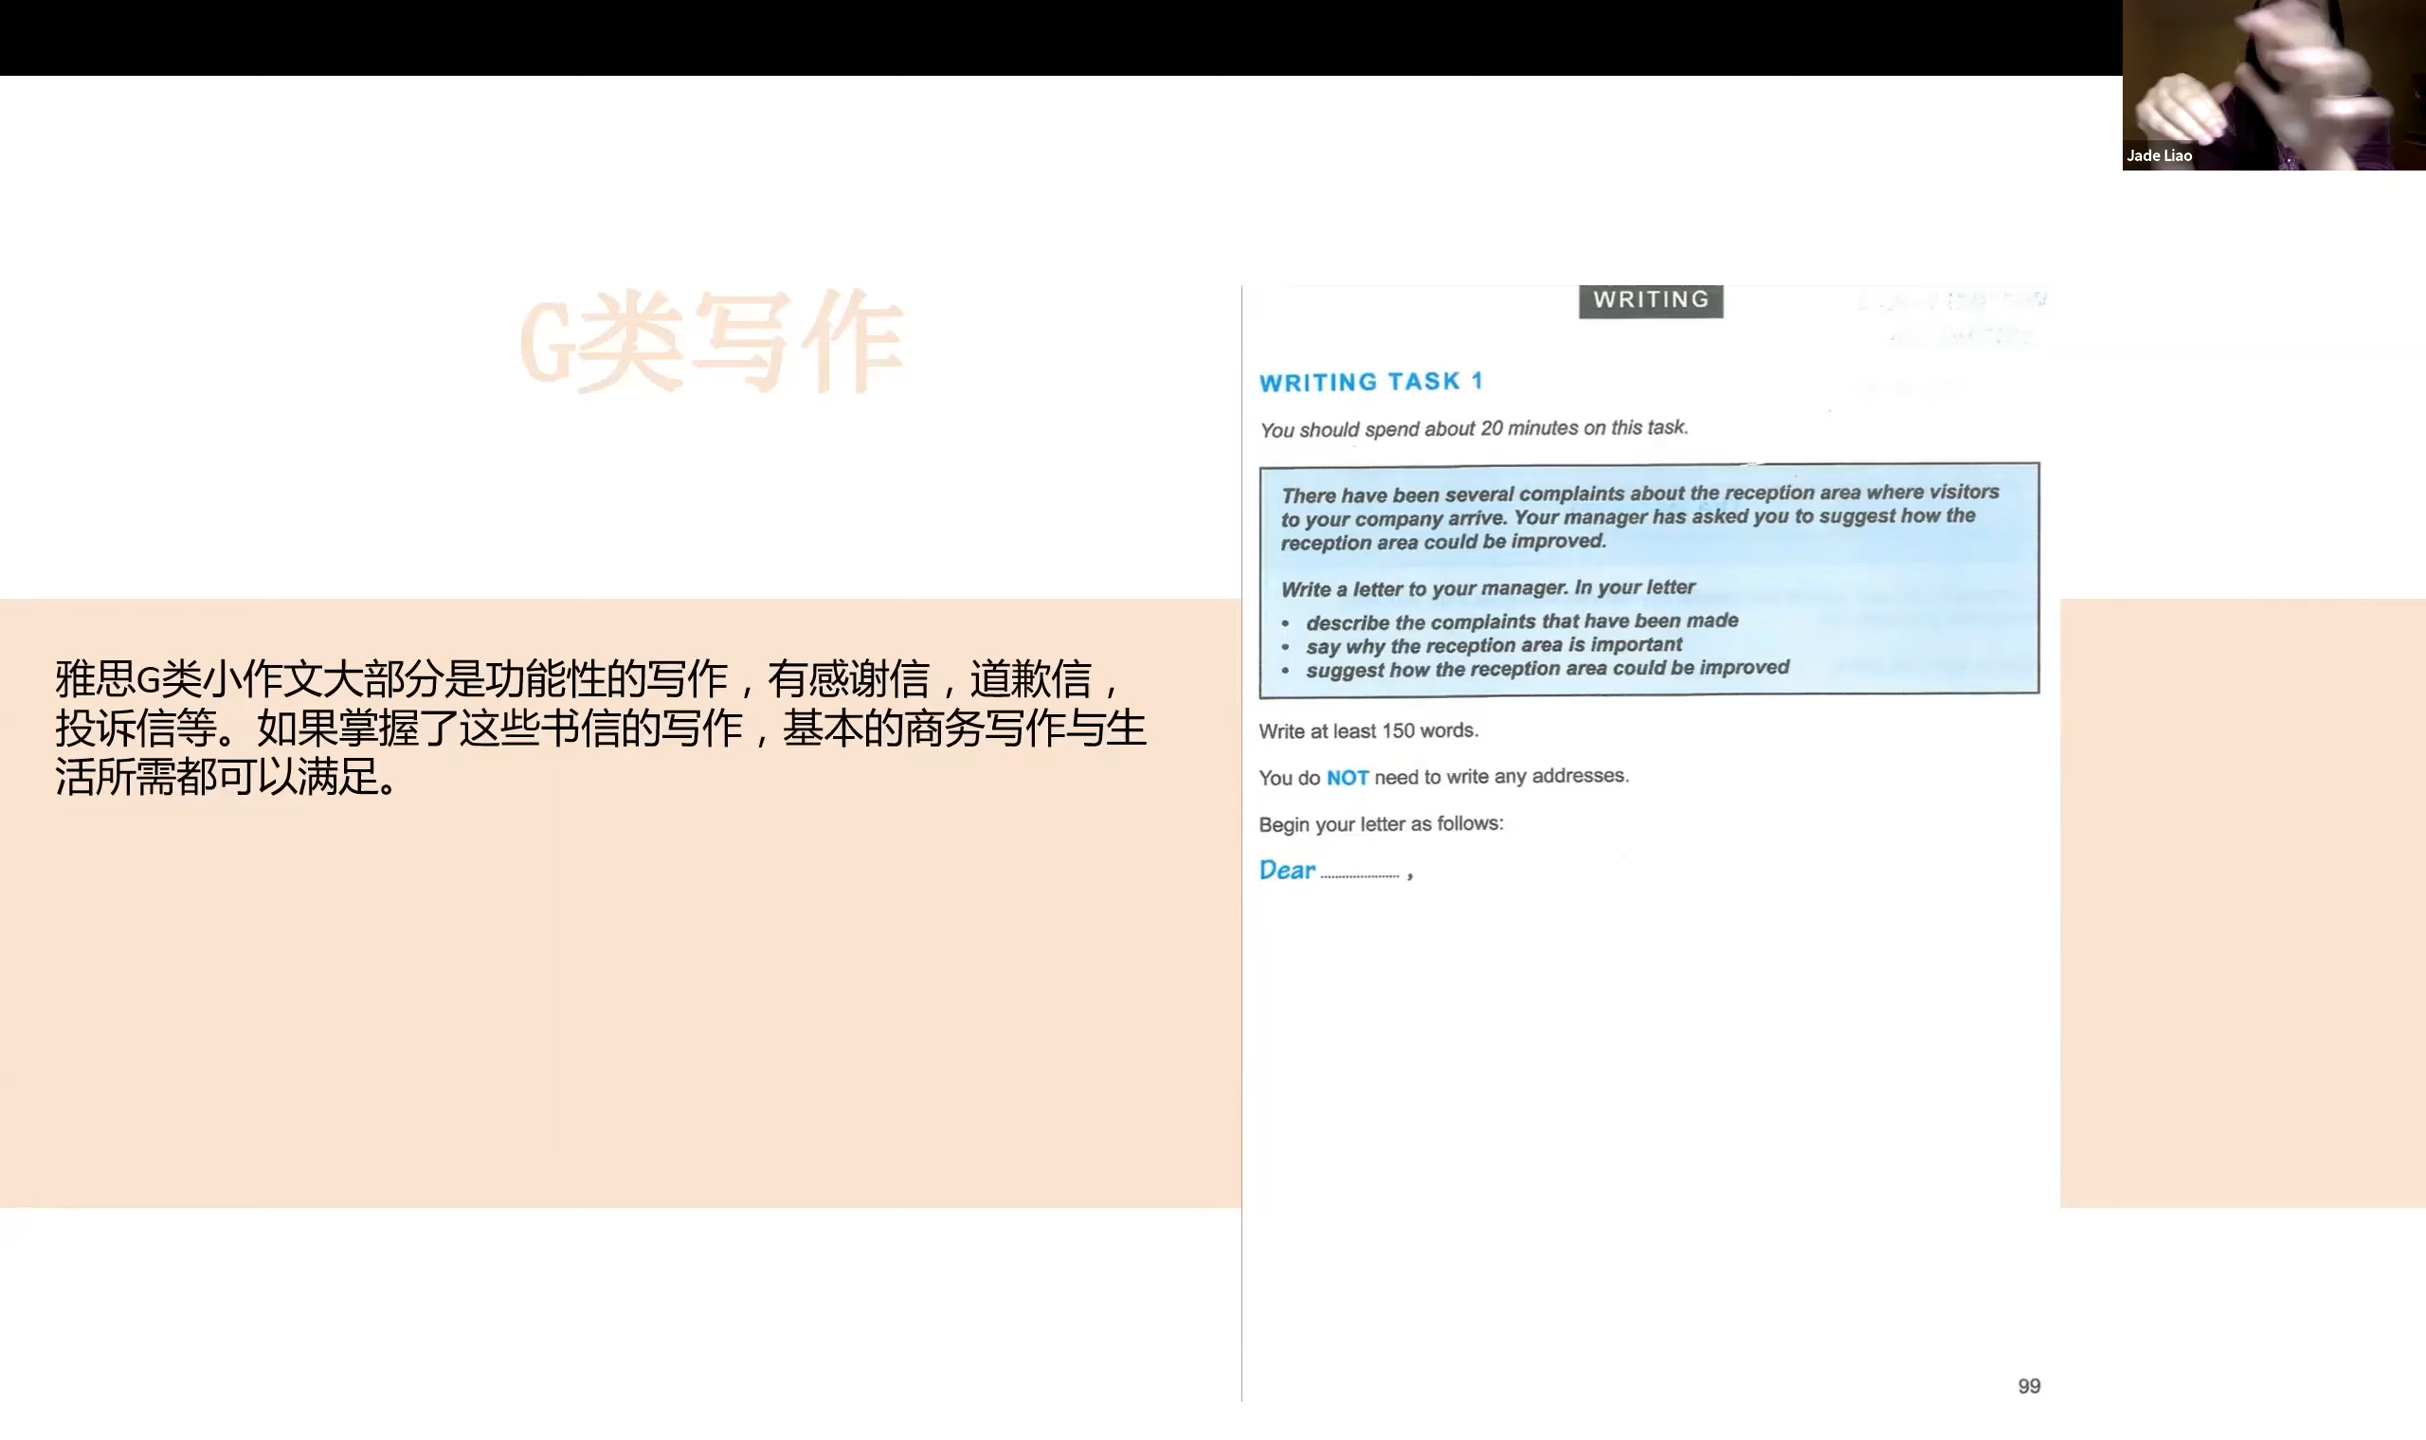 Jade Liao
G类写作
雅思G类小作文大部分是功能性的写作，有感谢信，道歉信，
投诉信等。如果掌握了这些书信的写作，基本的商务写作与生
活所需都可以满足。
WRITING
WRITING TASK 1
You should spend about 20 minutes on this task.
There have been several complaints about the reception area where visitors
to your company arrive. Your manager has asked you to suggest how the
reception area could be improved.
Write a letter to your manager. In your letter
• describe the complaints that have been made
• say why the reception area is important
• suggest how the reception area could be improved
Write at least 150 words.
You do NOT need to write any addresses.
Begin your letter as follows:
Dear .................... ,
99